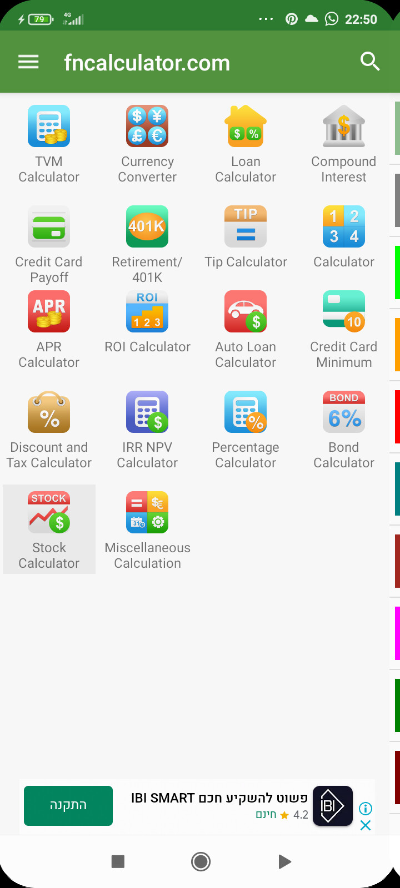 79
4G
22:50
fncalculator.com
TVM
Calculator
Currency
Converter
Loan
Calculator
Compound
Interest
$ ¥
£ €
$ %
$
Credit Card
Payoff
401K
Retirement/
401K
TIP
Tip Calculator
1 2
3 4
Calculator
APR
APR
Calculator
ROI
1 2 3
ROI Calculator
$
Auto Loan
Calculator
10
Credit Card
Minimum
%
Discount and
Tax Calculator
$
IRR NPV
Calculator
%
Percentage
Calculator
BOND
6%
Bond
Calculator
STOCK
$
Stock
Calculator
$€
31
Miscellaneous
Calculation
פשוט להשקיע חכם IBI SMART
4.2 ★ חינם
התקנה
IBI